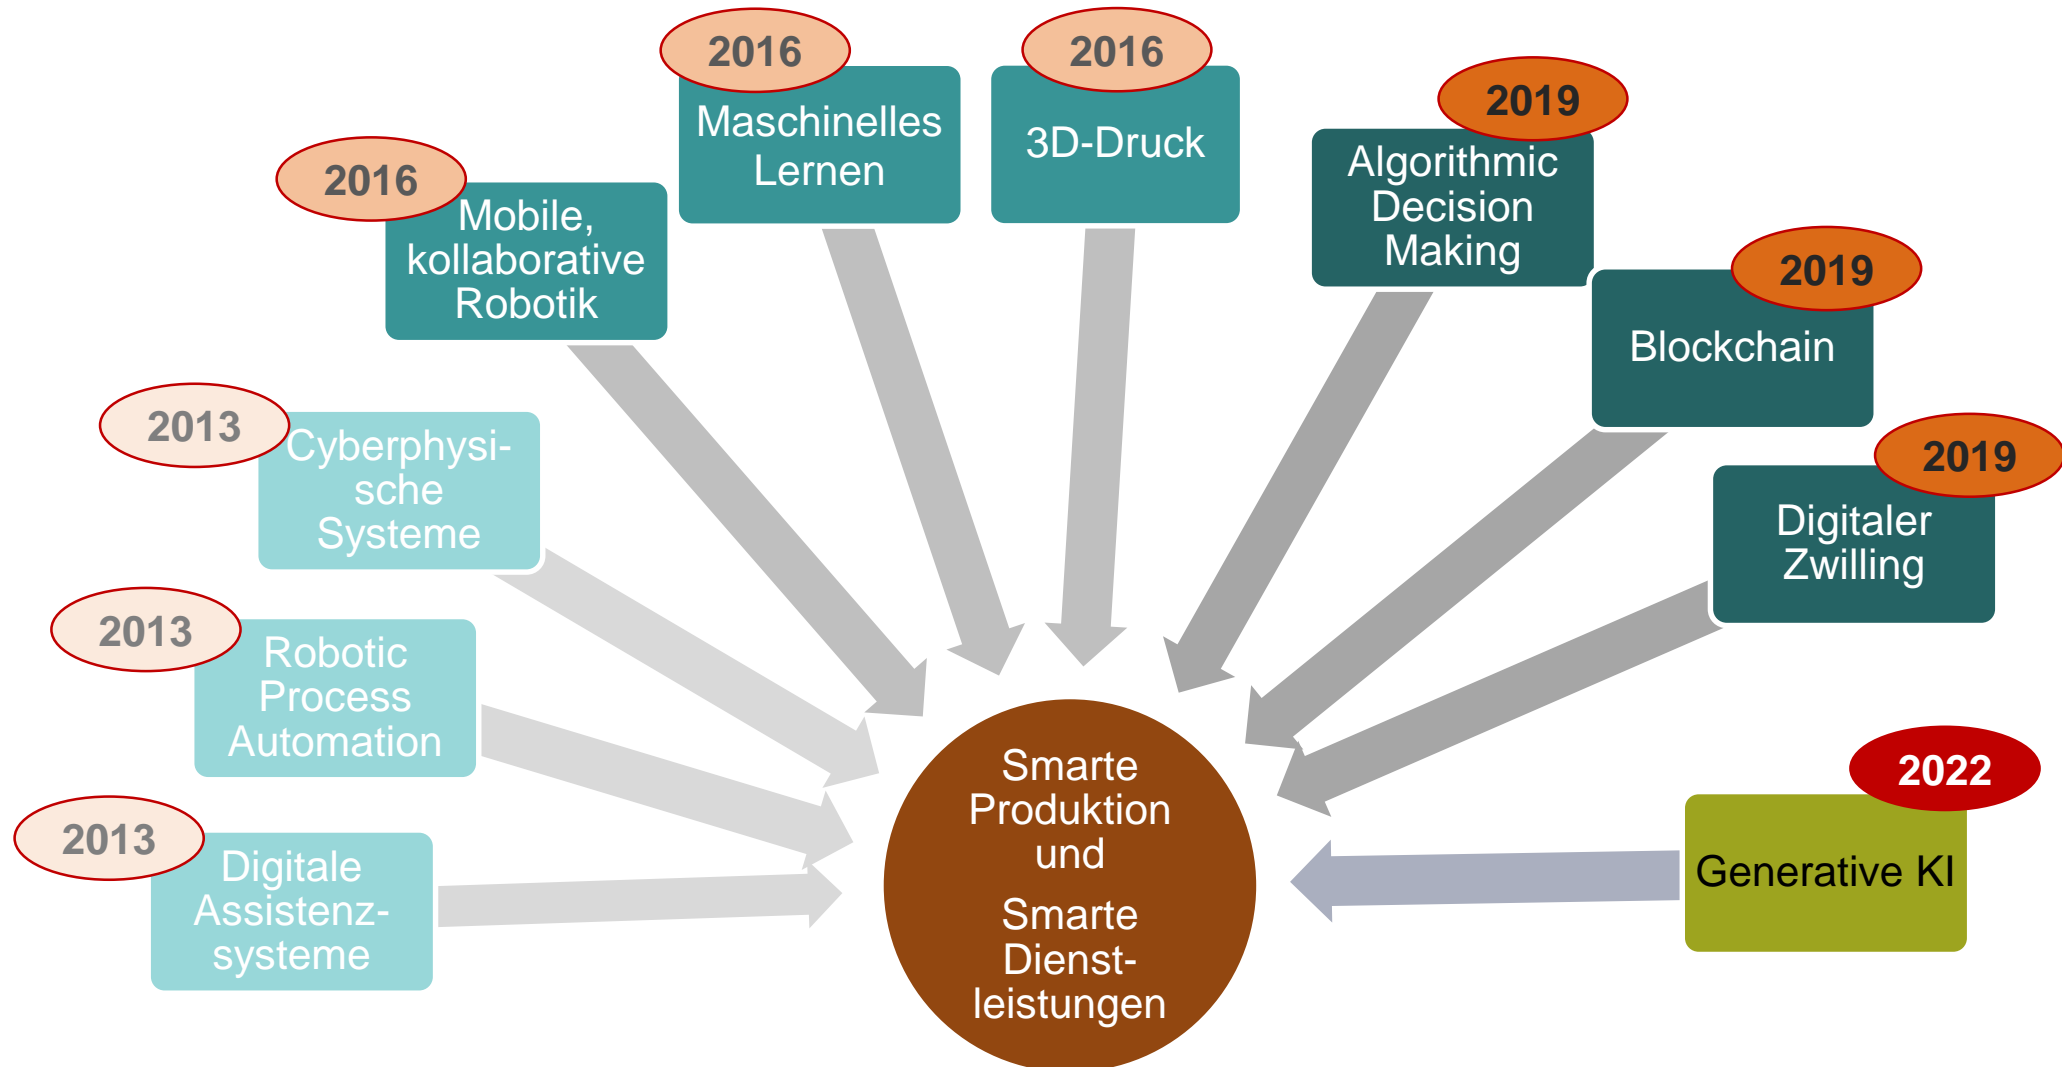 2013
Digitale
Assistenz-
systeme
2013
Robotic
Process
Automation
2013
Cyberphysi-
sche
Systeme
2016
Mobile,
kollaborative
Robotik
2016
Maschinelles
Lernen
2016
3D-Druck
2019
Algorithmic
Decision
Making
2019
Blockchain
2019
Digitaler
Zwilling
2022
Generative KI
Smarte
Produktion
und
Smarte
Dienst-
leistungen